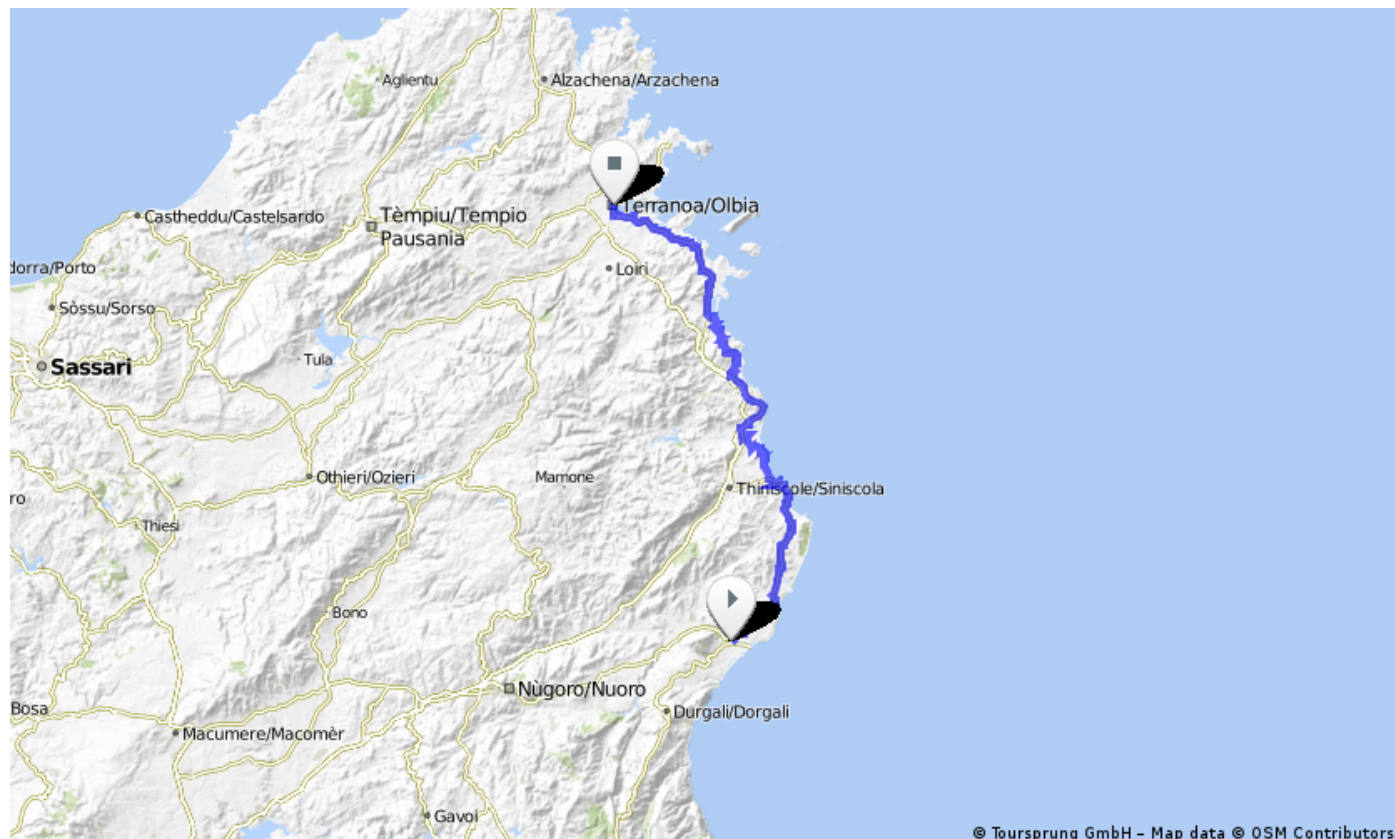 Aglientu
Alzachena/Arzachena
Terranoa/Olbia
Castheddu/Castelsardo
Tèmpiu/Tempio
Pausania
dorra/Porto
Loiri
Sòssu/Sorso
Tula
Sassari
Othieri/Ozieri
Mamone
Thiniscole/Siniscola
ro
Thiesi
Bono
Nùgoro/Nuoro
Bosa
Durgali/Dorgali
Macumere/Macomèr
Gavoi
© Toursprung GmbH – Map data © OSM Contributors